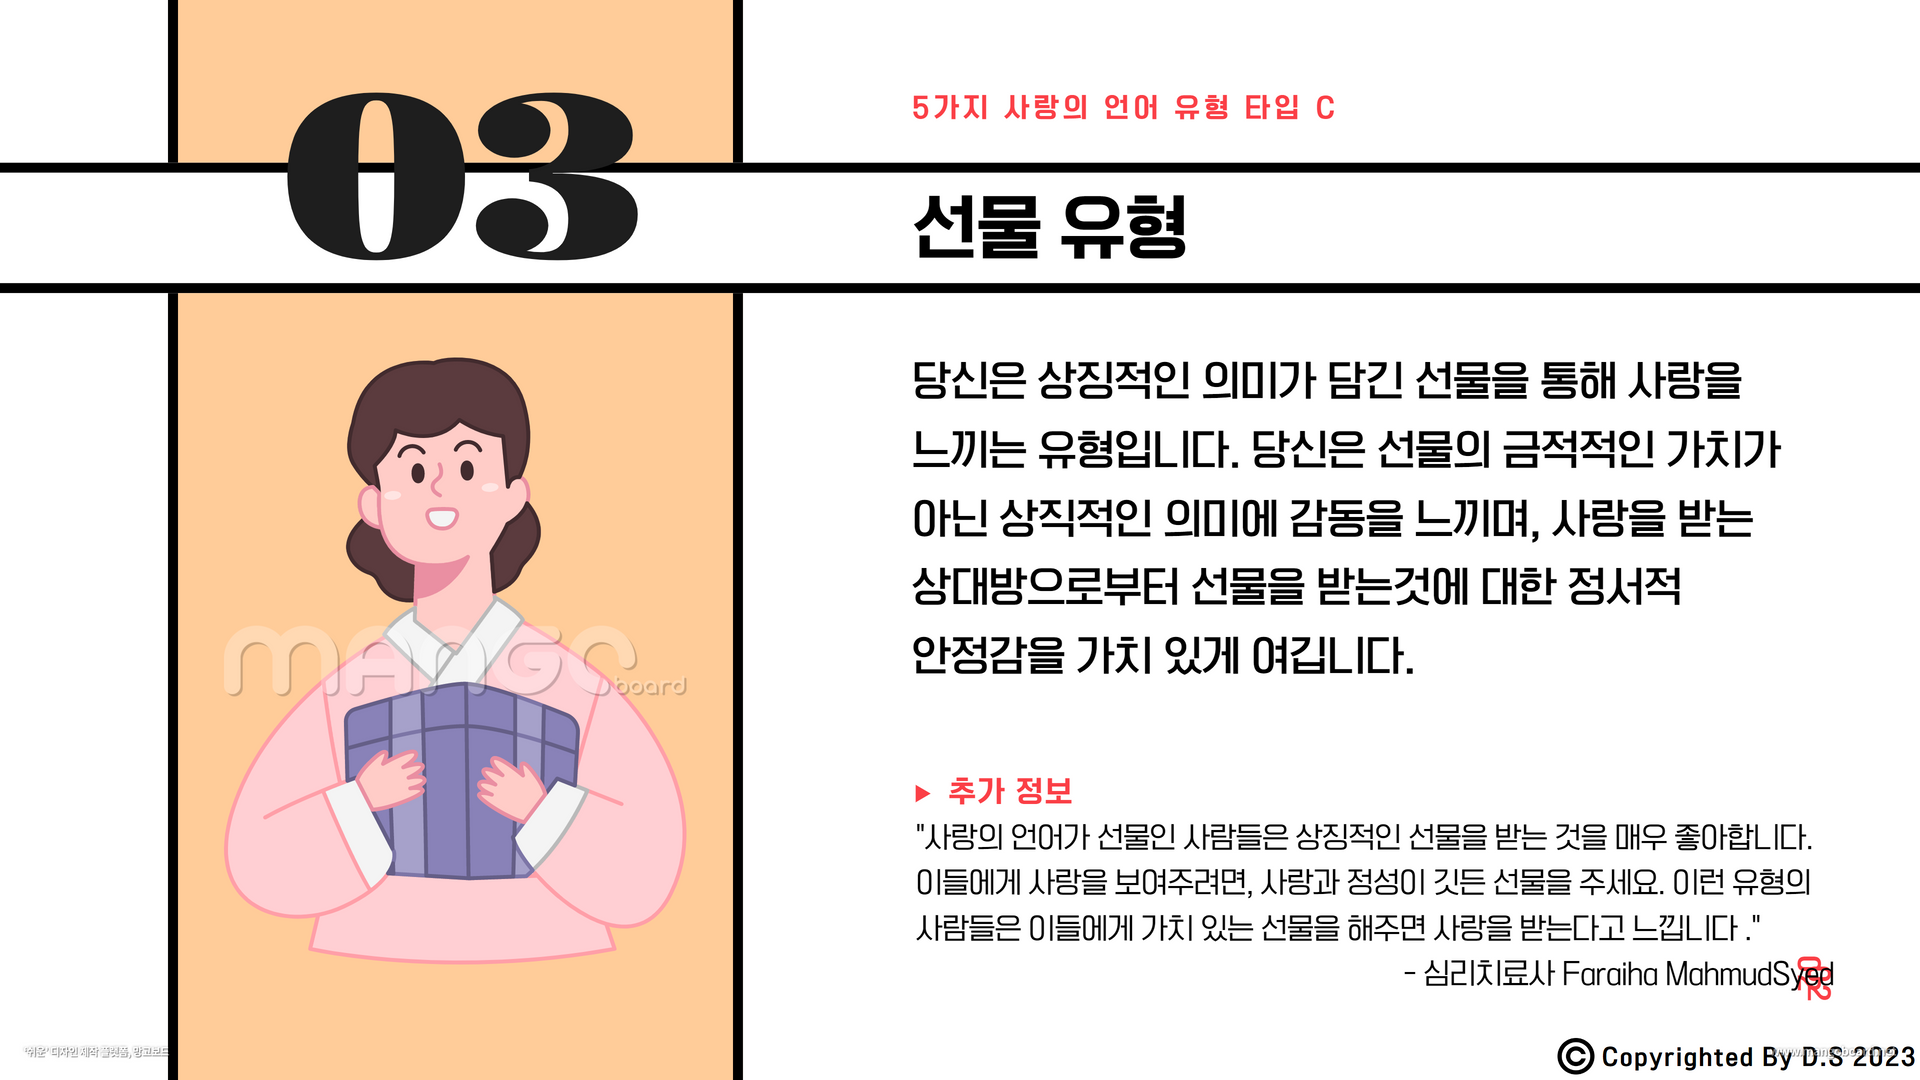 03
5가지 사랑의 언어 유형 타입 C
선물 유형
당신은 상징적인 의미가 담긴 선물을 통해 사랑을
느끼는 유형입니다. 당신은 선물의 금적적인 가치가
아닌 상직적인 의미에 감동을 느끼며, 사랑을 받는
상대방으로부터 선물을 받는것에 대한 정서적
안정감을 가치 있게 여깁니다.
▶ 추가 정보
"사랑의 언어가 선물인 사람들은 상징적인 선물을 받는 것을 매우 좋아합니다.
이들에게 사랑을 보여주려면, 사랑과 정성이 깃든 선물을 주세요. 이런 유형의
사람들은 이들에게 가치 있는 선물을 해주면 사랑을 받는다고 느낍니다 ."
- 심리치료사 Faraiha MahmudSyed
MANGO board
'쉬운' 디자인 제작 플랫폼, 망고보드
© Copyrighted By D.S 2023